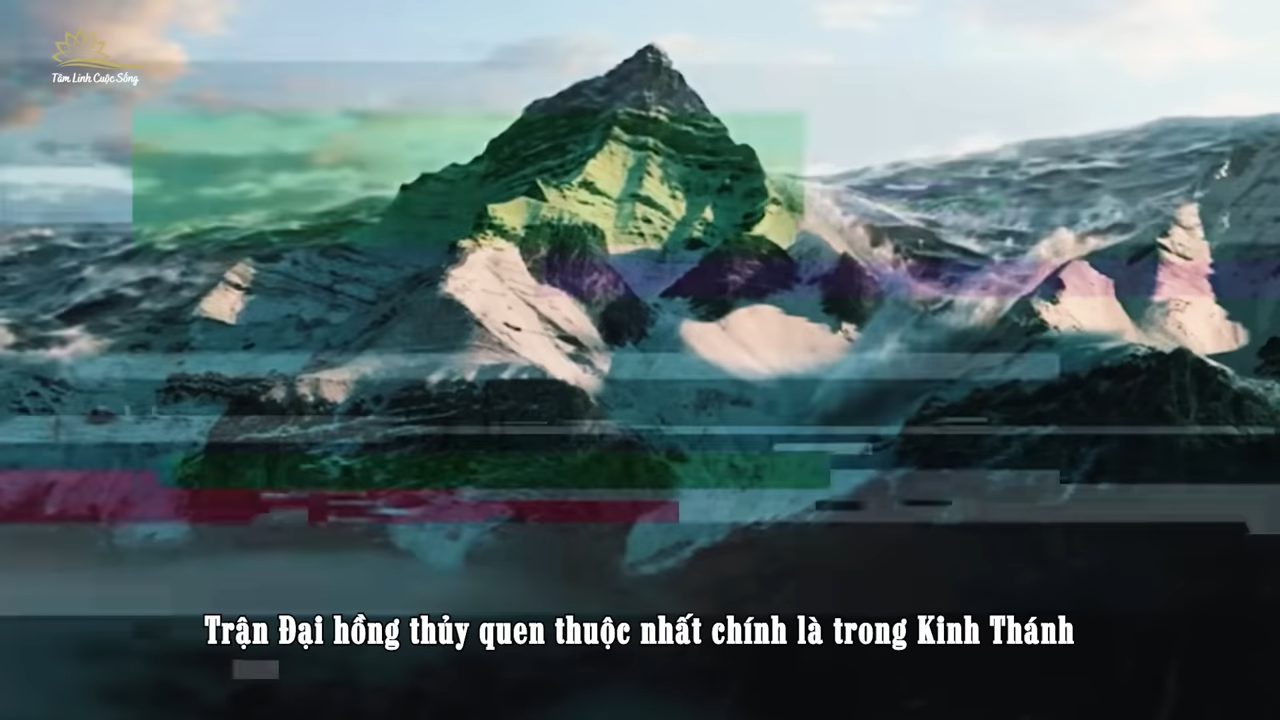 Tâm Linh Cuộc Sống
Trận Đại hồng thủy quen thuộc nhất chính là trong Kinh Thánh